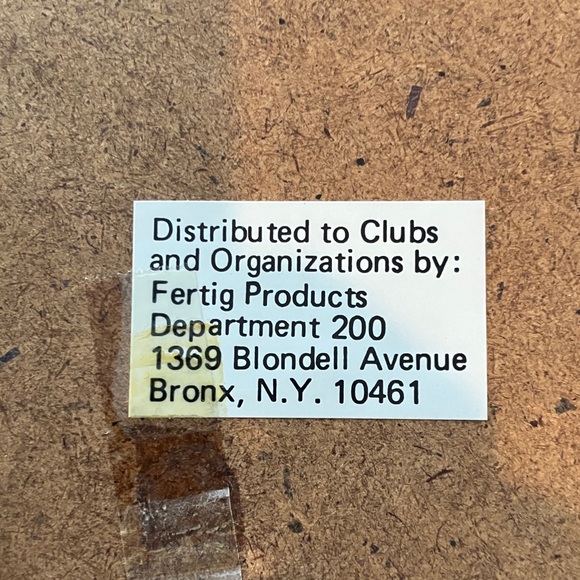 Distributed to Clubs
and Organizations by:
Fertig Products
Department 200
1369 Blondell Avenue
Bronx, N.Y. 10461